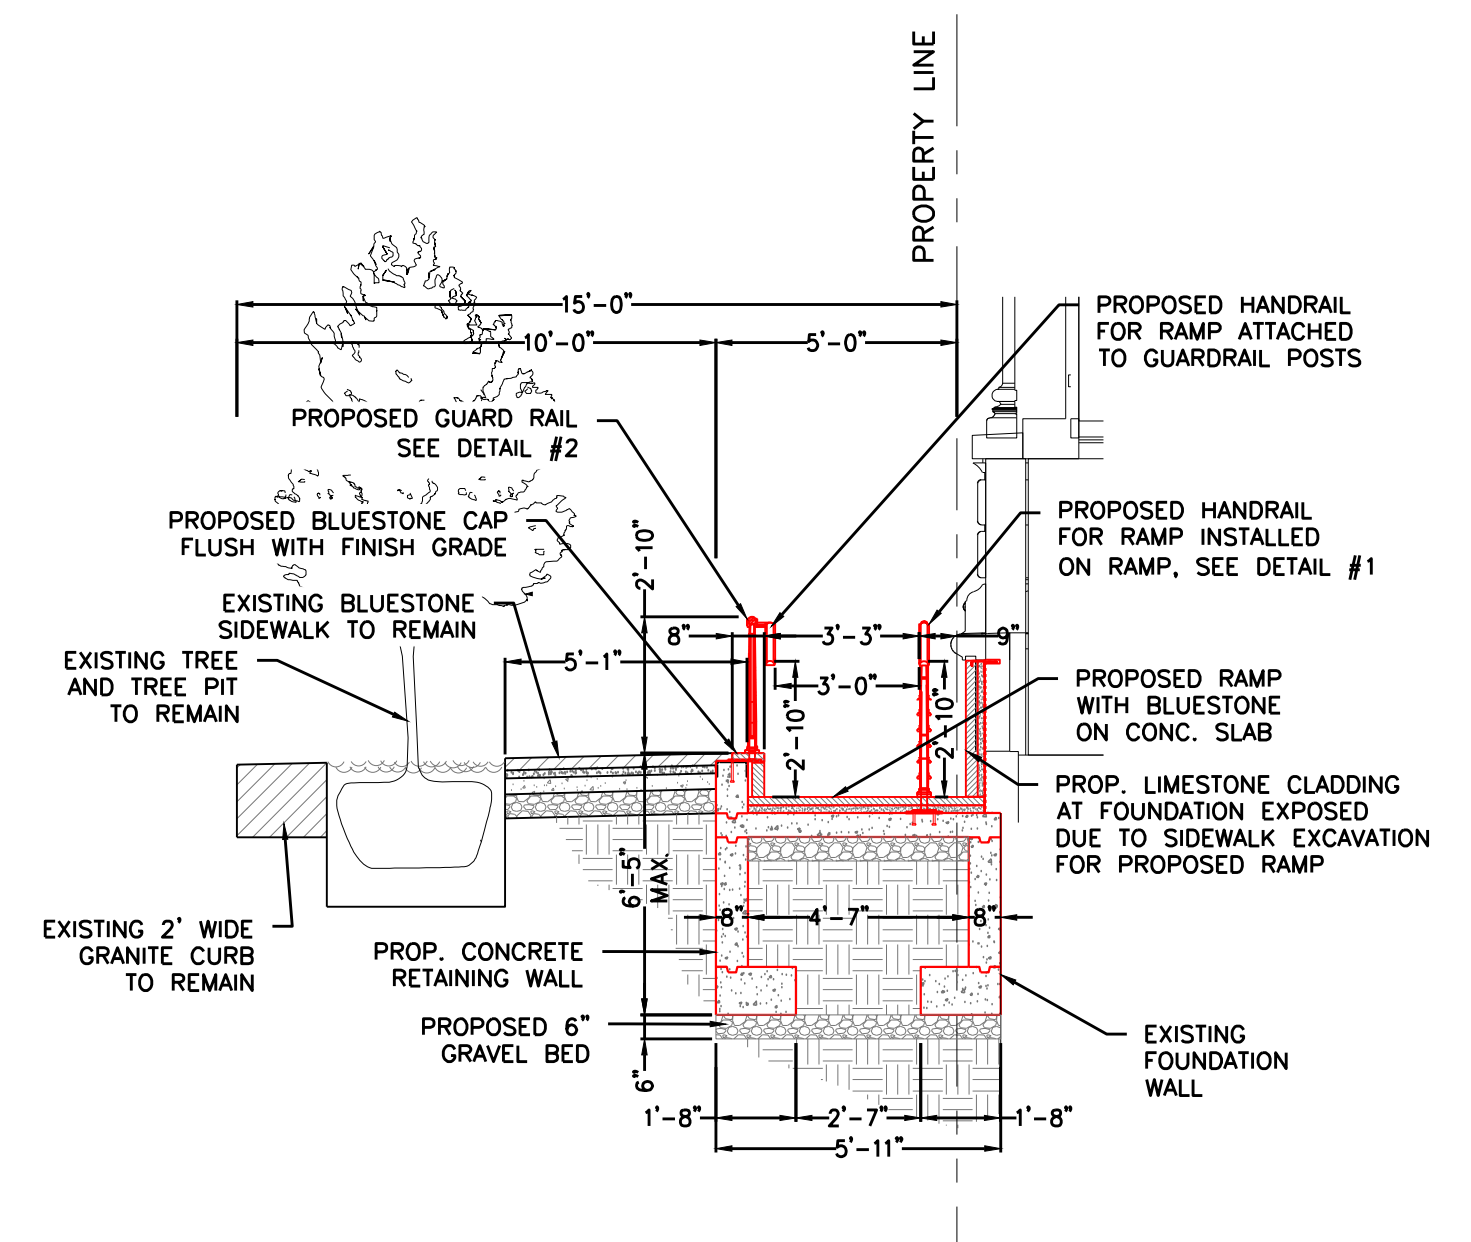 PROPERTY LINE
15'-0"
10'-0"
5'-0"
PROPOSED HANDRAIL
FOR RAMP ATTACHED
TO GUARDRAIL POSTS
PROPOSED GUARD RAIL
SEE DETAIL #2
PROPOSED BLUESTONE CAP
FLUSH WITH FINISH GRADE
2'-10"
PROPOSED HANDRAIL
FOR RAMP INSTALLED
ON RAMP, SEE DETAIL #1
EXISTING BLUESTONE
SIDEWALK TO REMAIN
8"
3'-3"
9"
EXISTING TREE
AND TREE PIT
TO REMAIN
5'-1"
3'-0"
2'-10"
2'-10"
PROPOSED RAMP
WITH BLUESTONE
ON CONC. SLAB
PROP. LIMESTONE CLADDING
AT FOUNDATION EXPOSED
DUE TO SIDEWALK EXCAVATION
FOR PROPOSED RAMP
6'-5"
MAX.
8"
4'-7"
8"
EXISTING 2' WIDE
GRANITE CURB
TO REMAIN
PROP. CONCRETE
RETAINING WALL
PROPOSED 6"
GRAVEL BED
6"
EXISTING
FOUNDATION
WALL
1'-8"
2'-7"
1'-8"
5'-11"